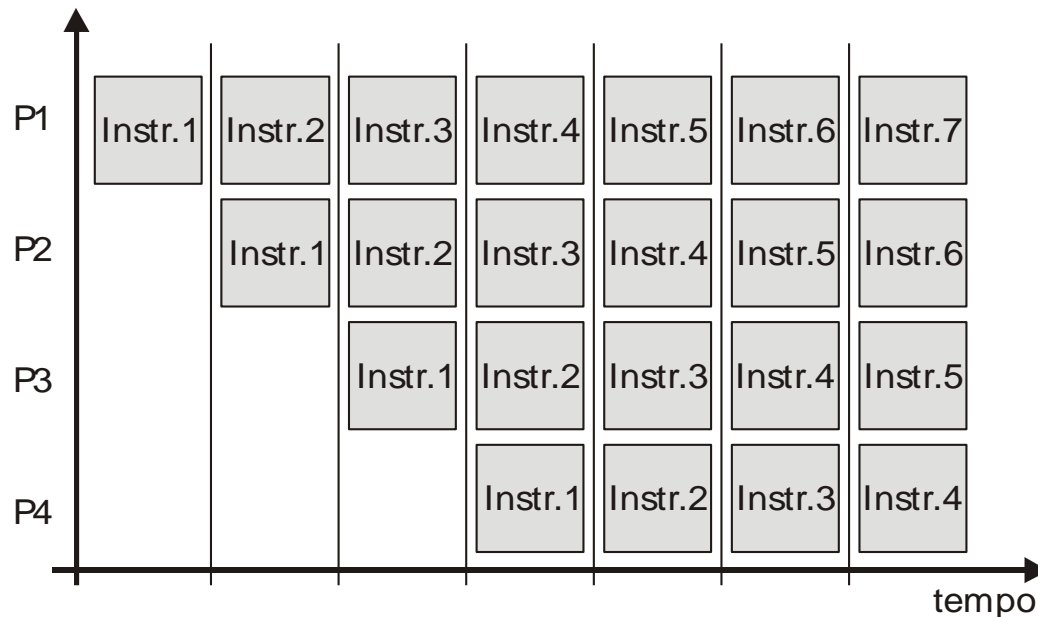 P1 Instr.1 Instr.2 Instr.3 Instr.4 Instr.5 Instr.6 Instr.7
P2 Instr.1 Instr.2 Instr.3 Instr.4 Instr.5 Instr.6
P3 Instr.1 Instr.2 Instr.3 Instr.4 Instr.5
P4 Instr.1 Instr.2 Instr.3 Instr.4
tempo